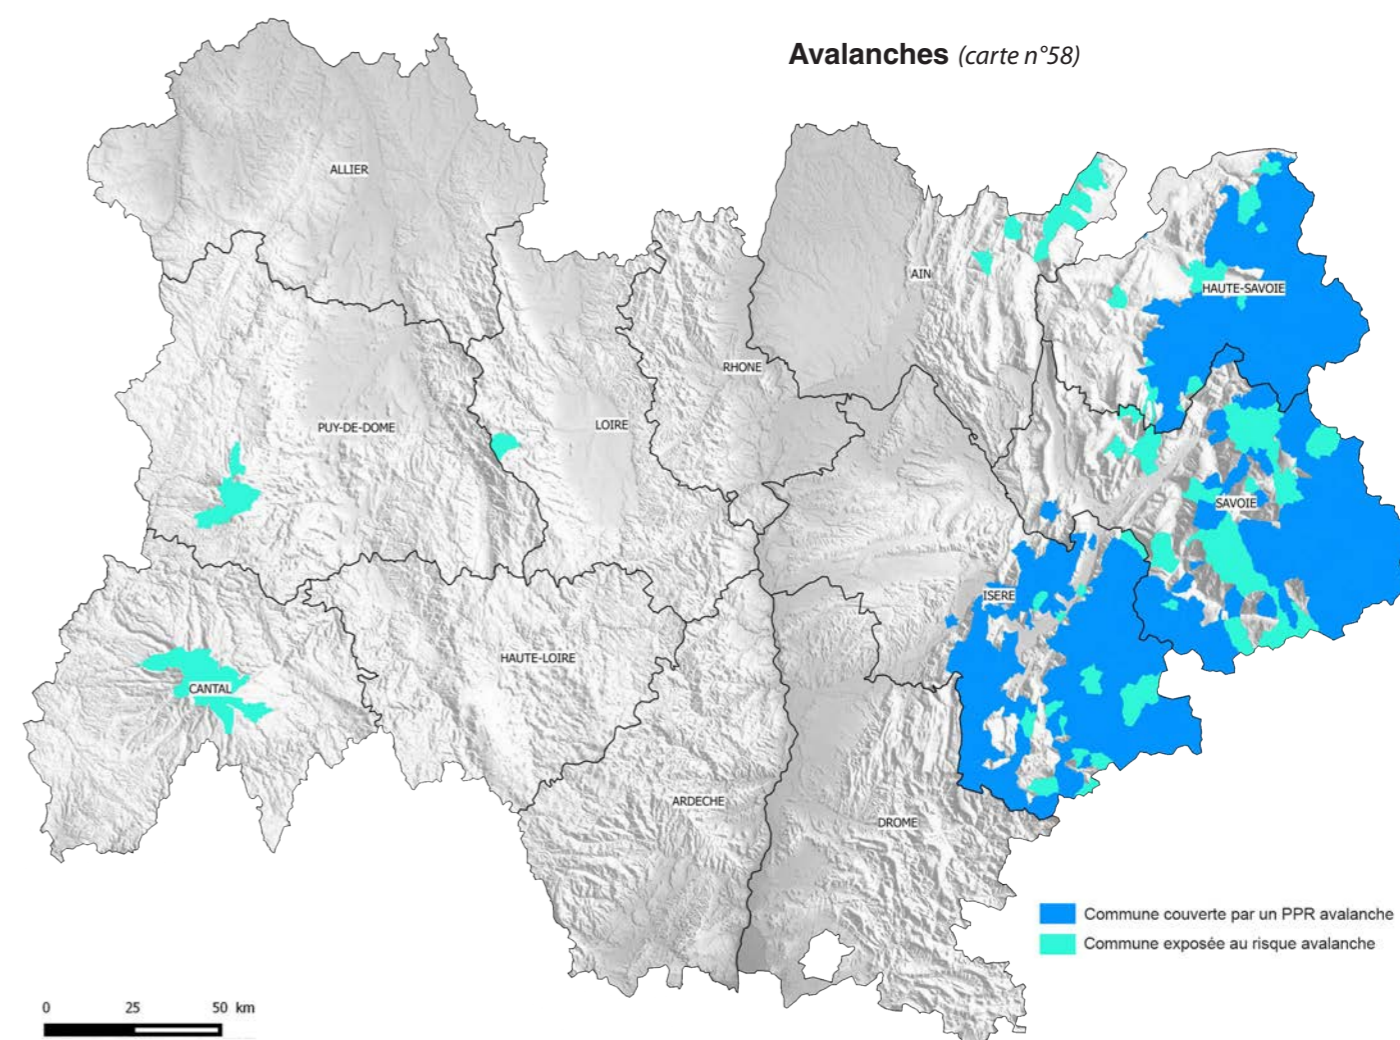 Avalanches (carte n°58)
ALLIER
AIN
HAUTE-SAVOIE
RHONE
PUY-DE-DOME
LOIRE
SAVOIE
ISERE
HAUTE-LOIRE
CANTAL
ARDECHE
DROME
Commune couverte par un PPR avalanche
Commune exposée au risque avalanche
0 25 50 km